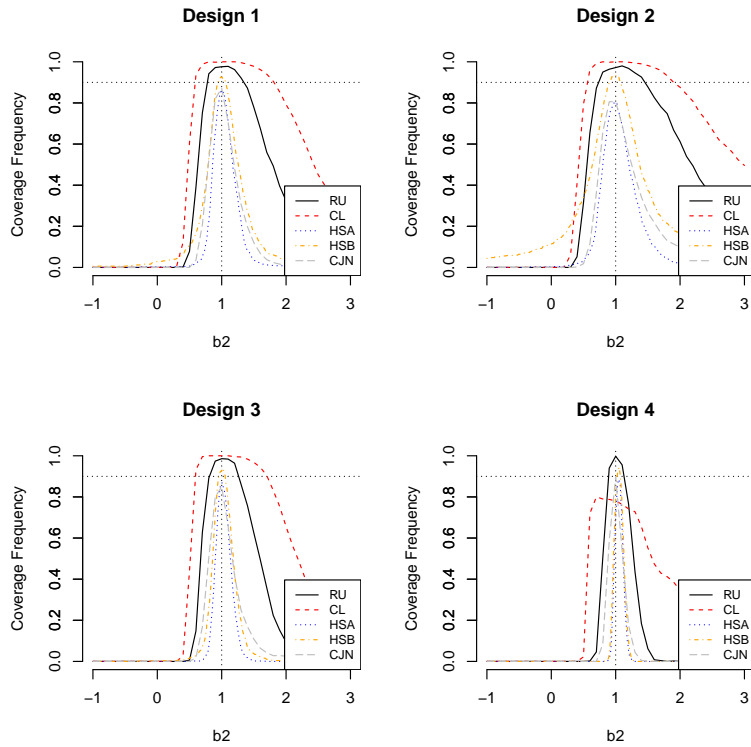 Design 1
Coverage Frequency
1.0
0.8
0.6
0.4
0.2
0.0
RU
CL
HSA
HSB
CJN
−1 0 1 2 3
b2
Design 2
Coverage Frequency
1.0
0.8
0.6
0.4
0.2
0.0
RU
CL
HSA
HSB
CJN
−1 0 1 2 3
b2
Design 3
Coverage Frequency
1.0
0.8
0.6
0.4
0.2
0.0
RU
CL
HSA
HSB
CJN
−1 0 1 2 3
b2
Design 4
Coverage Frequency
1.0
0.8
0.6
0.4
0.2
0.0
RU
CL
HSA
HSB
CJN
−1 0 1 2 3
b2